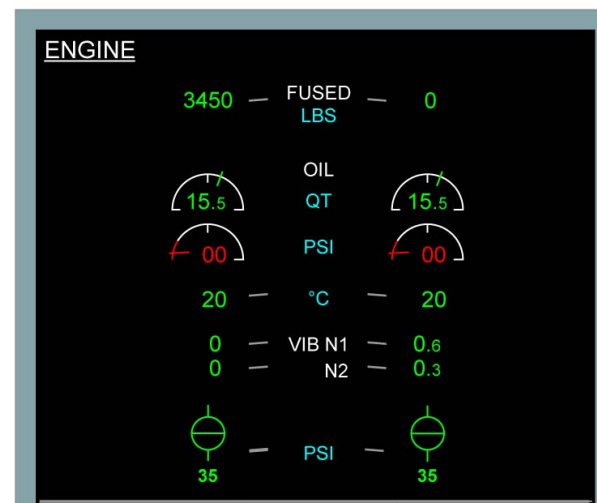 ENGINE
3450 FUSED 0
LBS
OIL
15.5 QT 15.5
00 PSI 00
20 °C 20
0 VIB N1 0.6
0 N2 0.3
PSI
35 35